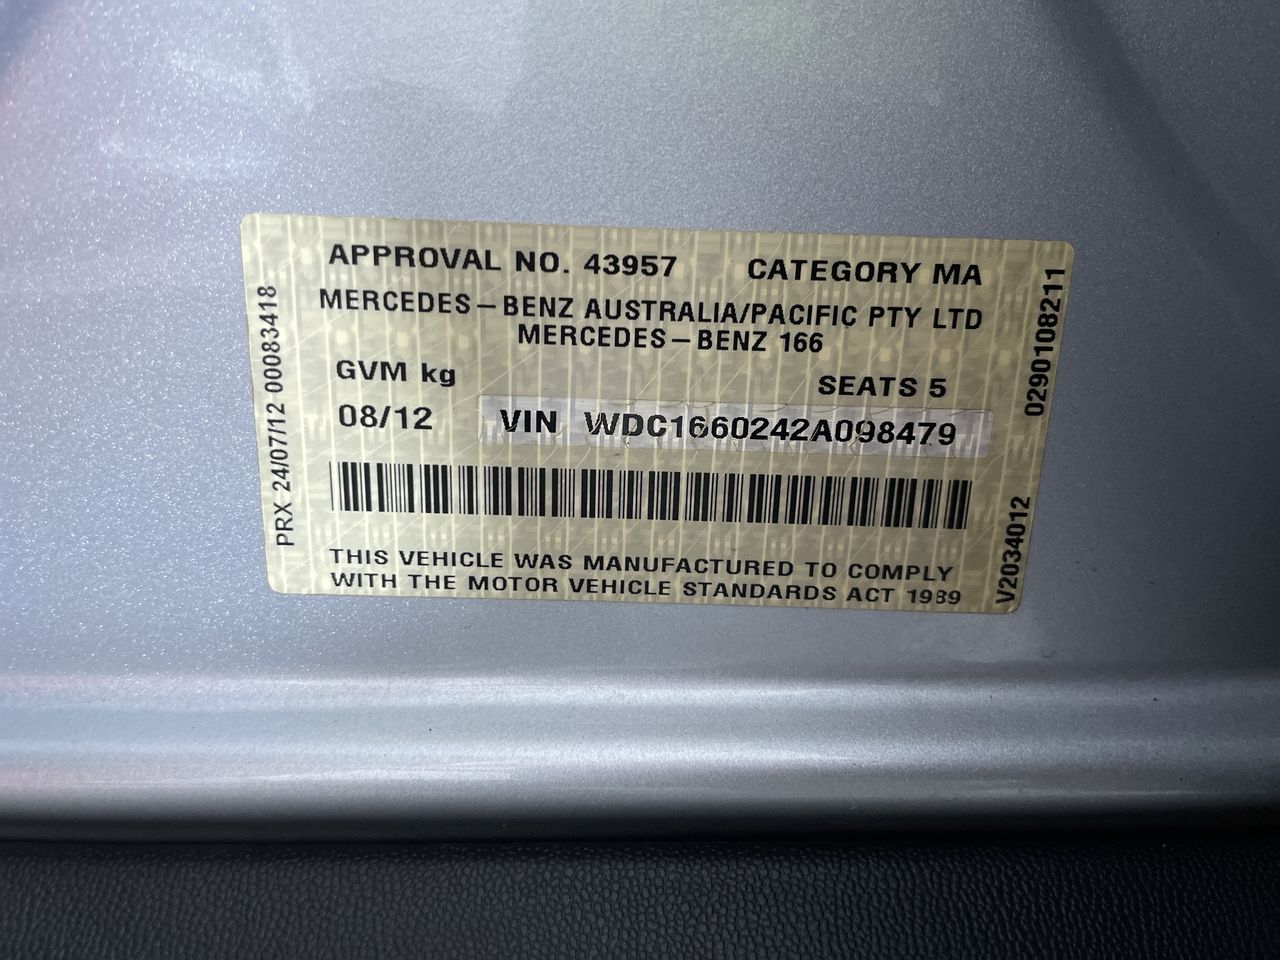 APPROVAL NO. 43957 CATEGORY MA
MERCEDES-BENZ AUSTRALIA/PACIFIC PTY LTD
MERCEDES-BENZ 166
GVM kg SEATS 5
08/12 VIN WDC1660242A098479
THIS VEHICLE WAS MANUFACTURED TO COMPLY
WITH THE MOTOR VEHICLE STANDARDS ACT 1989
PRX 24/07/12 00083418
V2034012 0290108211